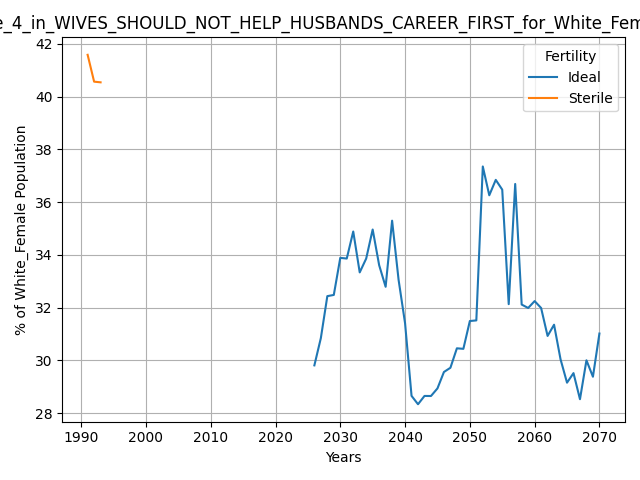 e_4_in_WIVES_SHOULD_NOT_HELP_HUSBANDS_CAREER_FIRST_for_White_Fem
Fertility
Ideal
Sterile
42
40
38
36
34
32
30
28
% of White_Female Population
1990 2000 2010 2020 2030 2040 2050 2060 2070
Years